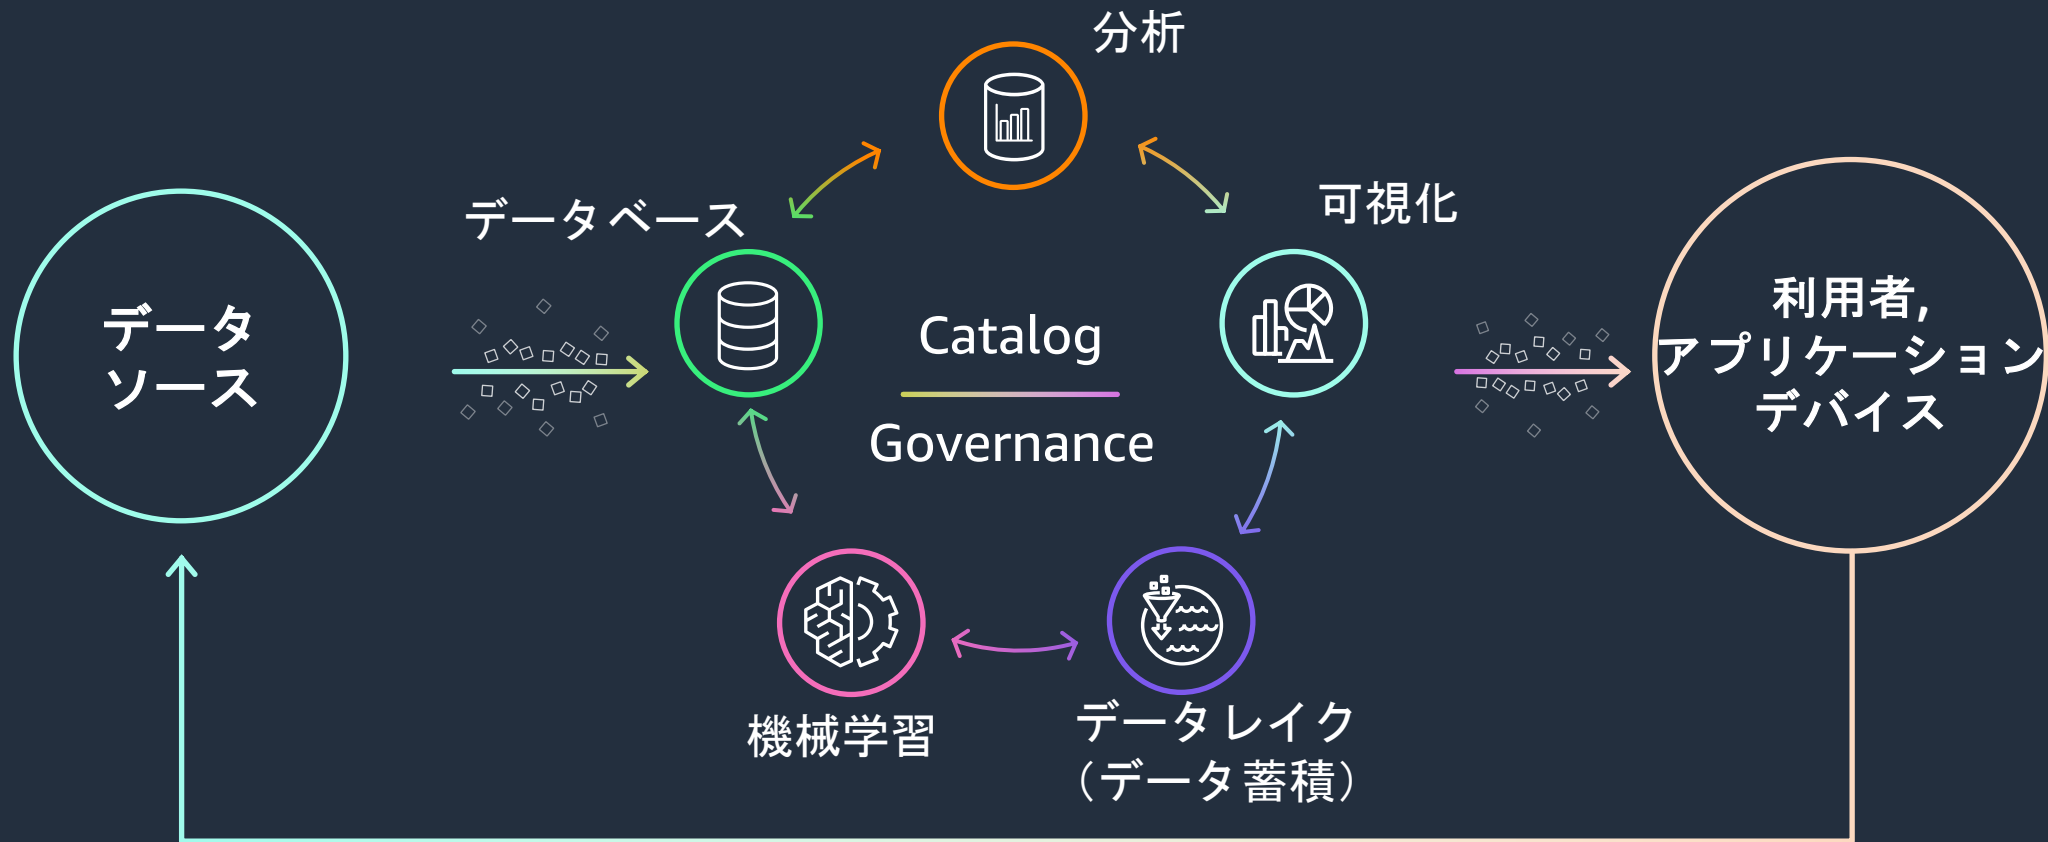 分析
データベース
可視化
データ
ソース
Catalog
Governance
利用者,
アプリケーション
デバイス
機械学習
データレイク
（データ蓄積）